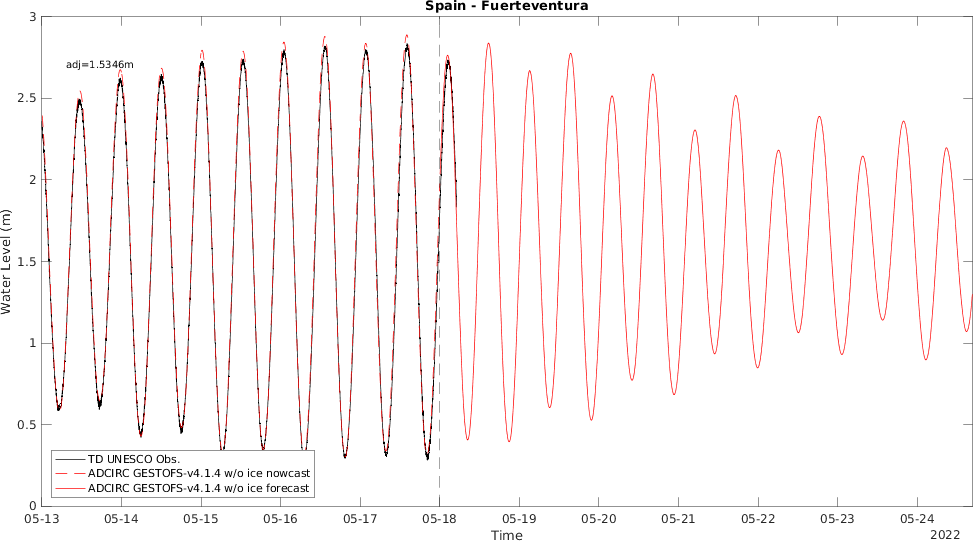 Spain - Fuerteventura
adj=1.5346m
Water Level (m)
3
2.5
2
1.5
1
0.5
0
TD UNESCO Obs.
ADCIRC GESTOFS-v4.1.4 w/o ice nowcast
ADCIRC GESTOFS-v4.1.4 w/o ice forecast
05-13 05-14 05-15 05-16 05-17 05-18 05-19 05-20 05-21 05-22 05-23 05-24
Time
2022